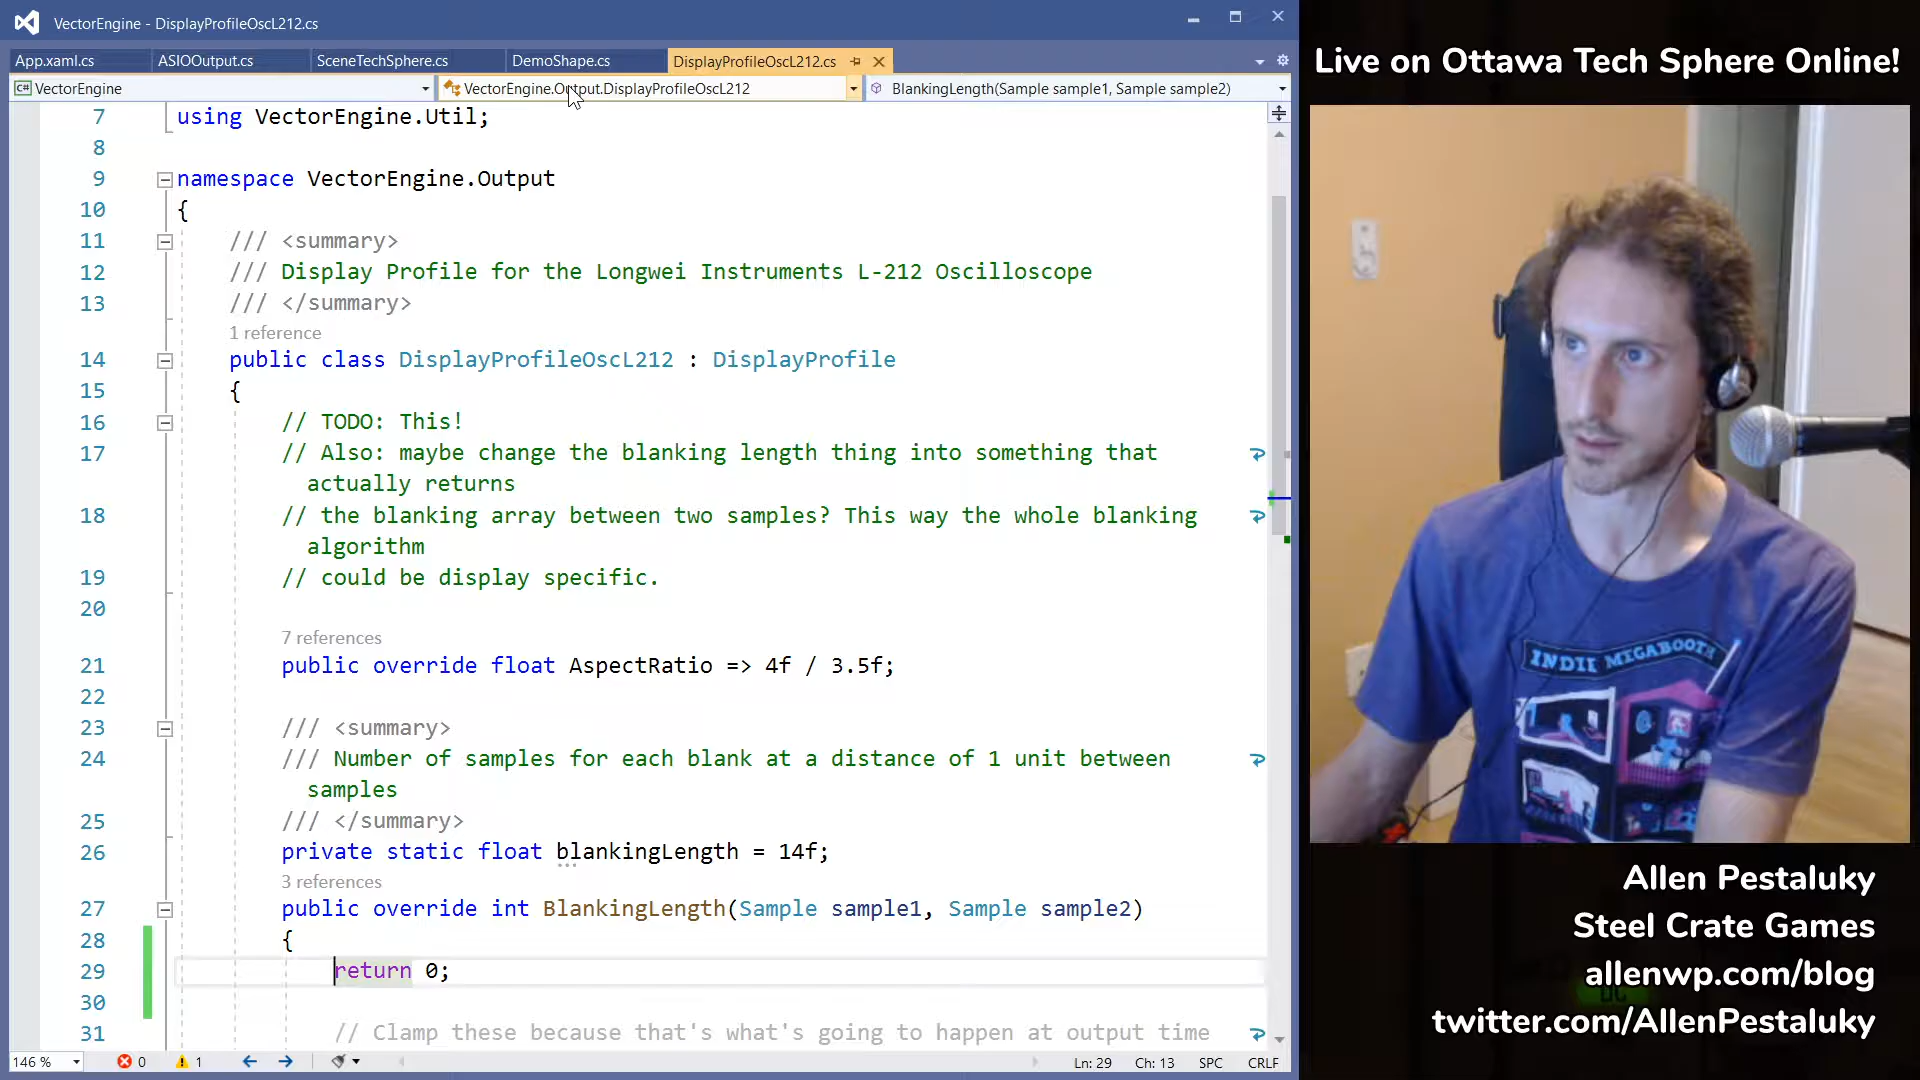 VectorEngine - DisplayProfileOscL212.cs
App.xaml.cs ASIOOutput.cs SceneTechSphere.cs DemoShape.cs DisplayProfileOscL212.cs
C# VectorEngine VectorEngine.Output.DisplayProfileOscL212 BlankingLength(Sample sample1, Sample sample2)
7 using VectorEngine.Util;
8
9 namespace VectorEngine.Output
10 {
11 /// <summary>
12 /// Display Profile for the Longwei Instruments L-212 Oscilloscope
13 /// </summary>
1 reference
14 public class DisplayProfileOscL212 : DisplayProfile
15 {
16 // TODO: This!
17 // Also: maybe change the blanking length thing into something that
actually returns
18 // the blanking array between two samples? This way the whole blanking
algorithm
19 // could be display specific.
20
7 references
21 public override float AspectRatio => 4f / 3.5f;
22
23 /// <summary>
24 /// Number of samples for each blank at a distance of 1 unit between
samples
25 /// </summary>
26 private static float blankingLength = 14f;
3 references
27 public override int BlankingLength(Sample sample1, Sample sample2)
28 {
29 return 0;
30
31 // Clamp these because that's what's going to happen at output time
146 % 0 1 Ln: 29 Ch: 13 SPC CRLF
Live on Ottawa Tech Sphere Online!
INDIE MEGABOOTH
Allen Pestaluky
Steel Crate Games
allenwp.com/blog
twitter.com/AllenPestaluky